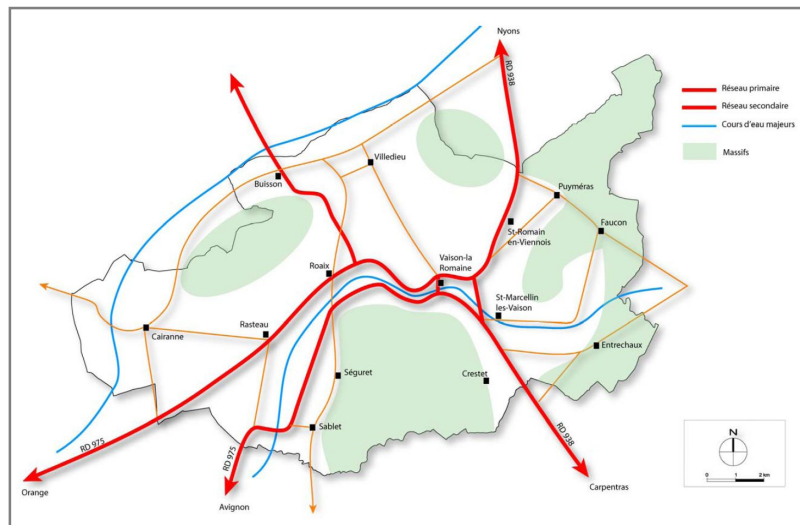 Nyons
RD 938
Réseau primaire
Réseau secondaire
Cours d'eau majeurs
Massifs
Villedieu
Buisson
Puyméras
Faucon
St-Romain
en-Viennois
Vaison-la
Romaine
Roaix
St-Marcellin
les-Vaison
Rasteau
Cairanne
Entrechaux
Séguret
Crestet
Sablet
RD 975
RD 975
RD 938
Orange
Avignon
Carpentras
N
0 1 2 km